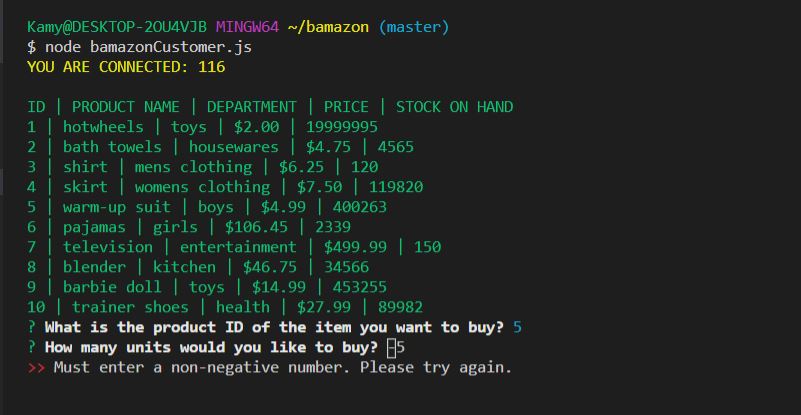 Kamy@DESKTOP-2OU4VJB MINGW64 ~/bamazon (master)
$ node bamazonCustomer.js
YOU ARE CONNECTED: 116
ID | PRODUCT NAME | DEPARTMENT | PRICE | STOCK ON HAND
1 | hotwheels | toys | $2.00 | 19999995
2 | bath towels | housewares | $4.75 | 4565
3 | shirt | mens clothing | $6.25 | 120
4 | skirt | womens clothing | $7.50 | 119820
5 | warm-up suit | boys | $4.99 | 400263
6 | pajamas | girls | $106.45 | 2339
7 | television | entertainment | $499.99 | 150
8 | blender | kitchen | $46.75 | 34566
9 | barbie doll | toys | $14.99 | 453255
10 | trainer shoes | health | $27.99 | 89982
? What is the product ID of the item you want to buy? 5
? How many units would you like to buy? -5
>> Must enter a non-negative number. Please try again.